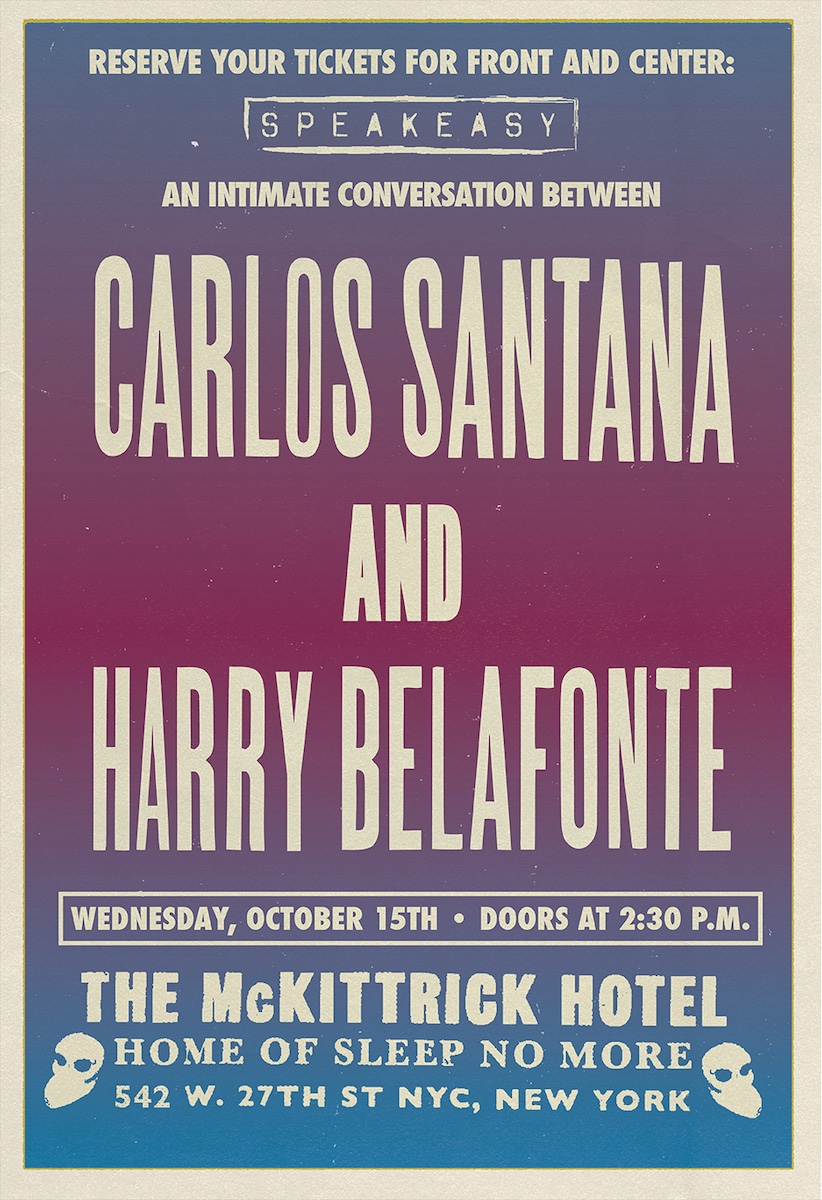 RESERVE YOUR TICKETS FOR FRONT AND CENTER:
SPEAKEASY
AN INTIMATE CONVERSATION BETWEEN
CARLOS SANTANA
AND
HARRY BELAFONTE
WEDNESDAY, OCTOBER 15TH • DOORS AT 2:30 P.M.
THE McKITTRICK HOTEL
HOME OF SLEEP NO MORE
542 W. 27TH ST NYC, NEW YORK